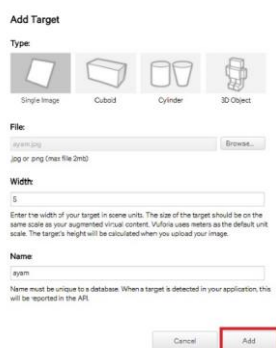 Add Target
Type:
Single Image Cuboid Cylinder 3D Object
File:
ayam.jpg Browse...
.jpg or .png (max file 2mb)
Width:
5
Enter the width of your target in scene units. The size of the target should be on the
same scale as your augmented virtual content. Vuforia uses meters as the default unit
scale. The target's height will be calculated when you upload your image.
Name:
ayam
Name must be unique to a database. When a target is detected in your application, this
will be reported in the API.
Cancel Add